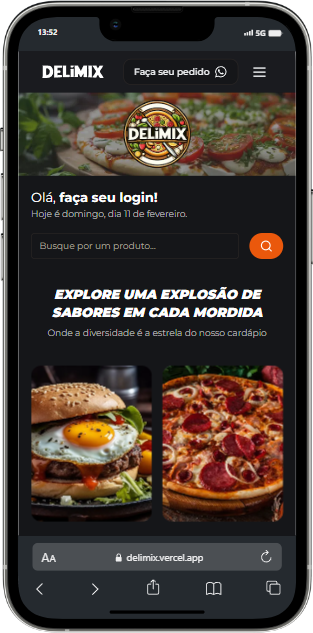 13:52
5G
DELiMIX
Faça seu pedido
DELiMIX
Olá, faça seu login!
Hoje é domingo, dia 11 de fevereiro.
Busque por um produto...
EXPLORE UMA EXPLOSÃO DE
SABORES EM CADA MORDIDA
Onde a diversidade é a estrela do nosso cardápio
AA
delimix.vercel.app